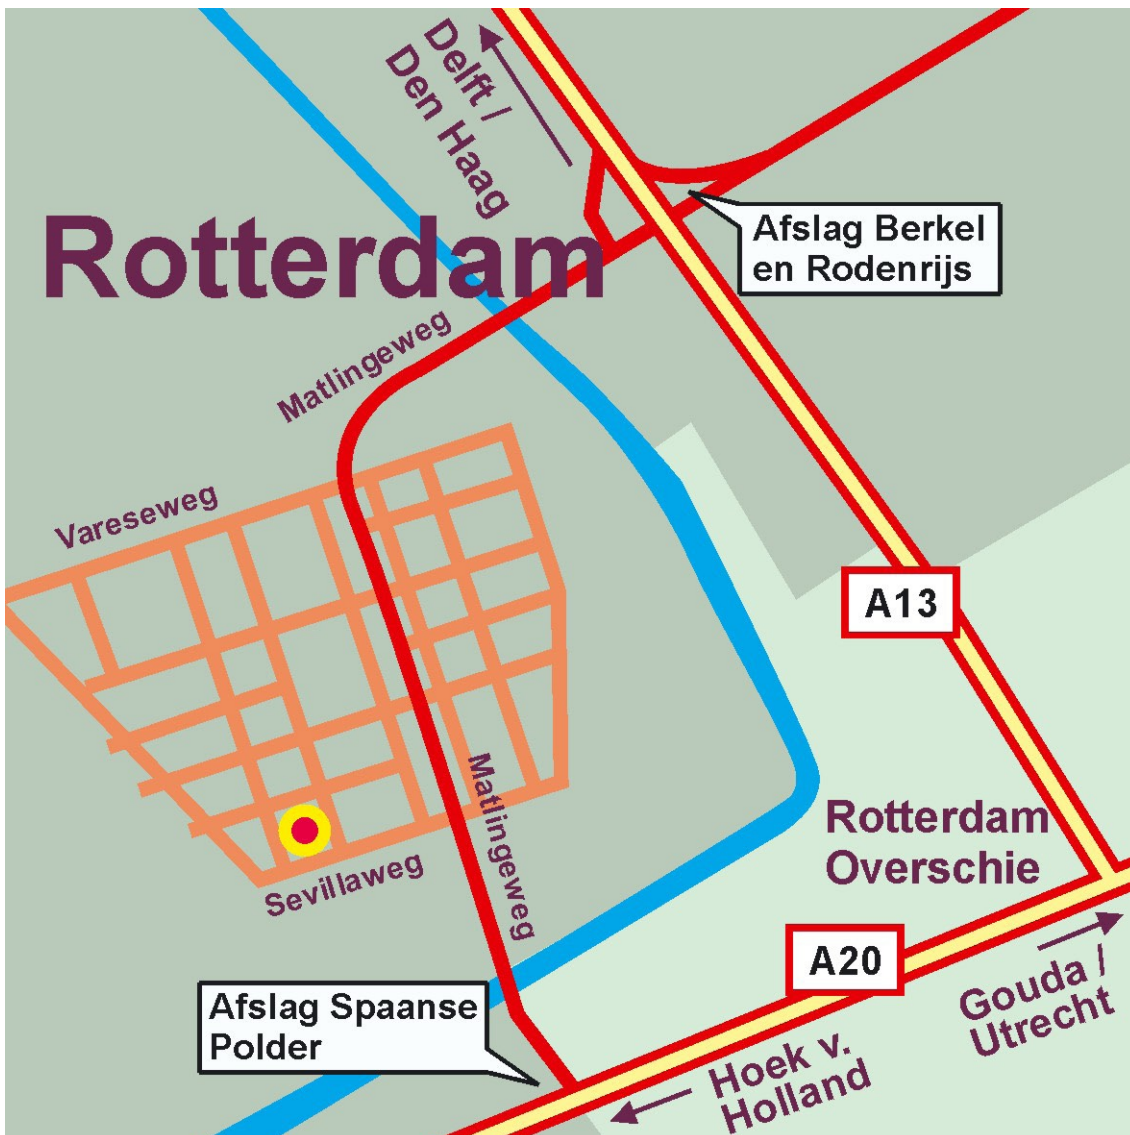 Delft /
Den Haag
Rotterdam
Afslag Berkel
en Rodenrijs
Matlingeweg
Vareseweg
A13
Matlingeweg
Rotterdam
Overschie
Sevillaweg
A20
Gouda /
Utrecht
Afslag Spaanse
Polder
Hoek v.
Holland